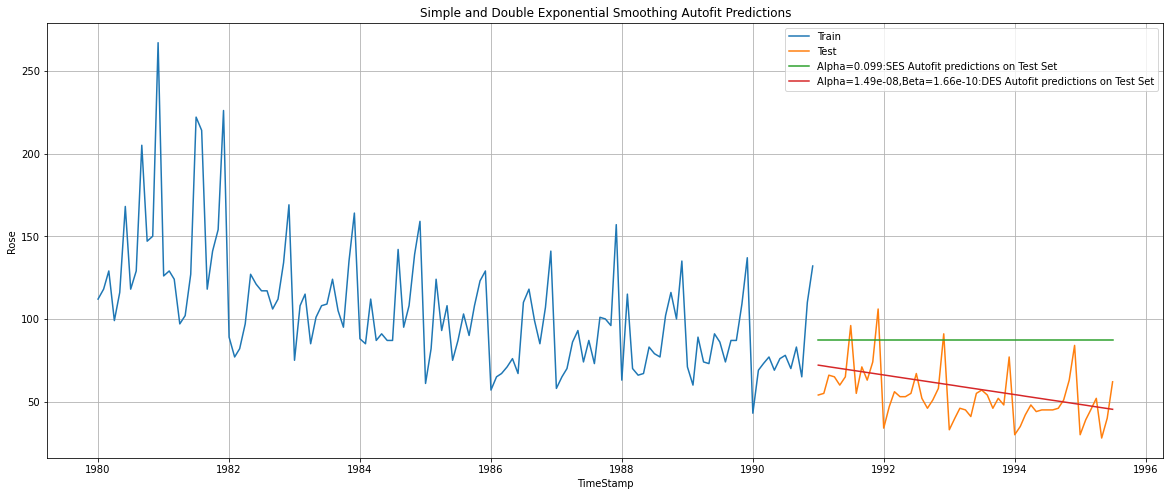 Simple and Double Exponential Smoothing Autofit Predictions
Train
Test
Alpha=0.099:SES Autofit predictions on Test Set
Alpha=1.49e-08,Beta=1.66e-10:DES Autofit predictions on Test Set
250
200
150
100
50
Rose
1980 1982 1984 1986 1988 1990 1992 1994 1996
TimeStamp